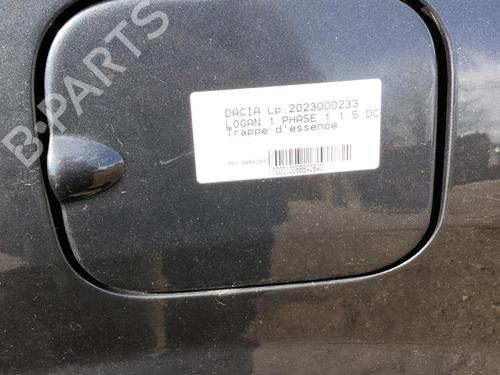 B-PARTS
DACIA Lp:2023000233
LOGAN 1 PHASE 1 1.5 DC
Trappe d'essence